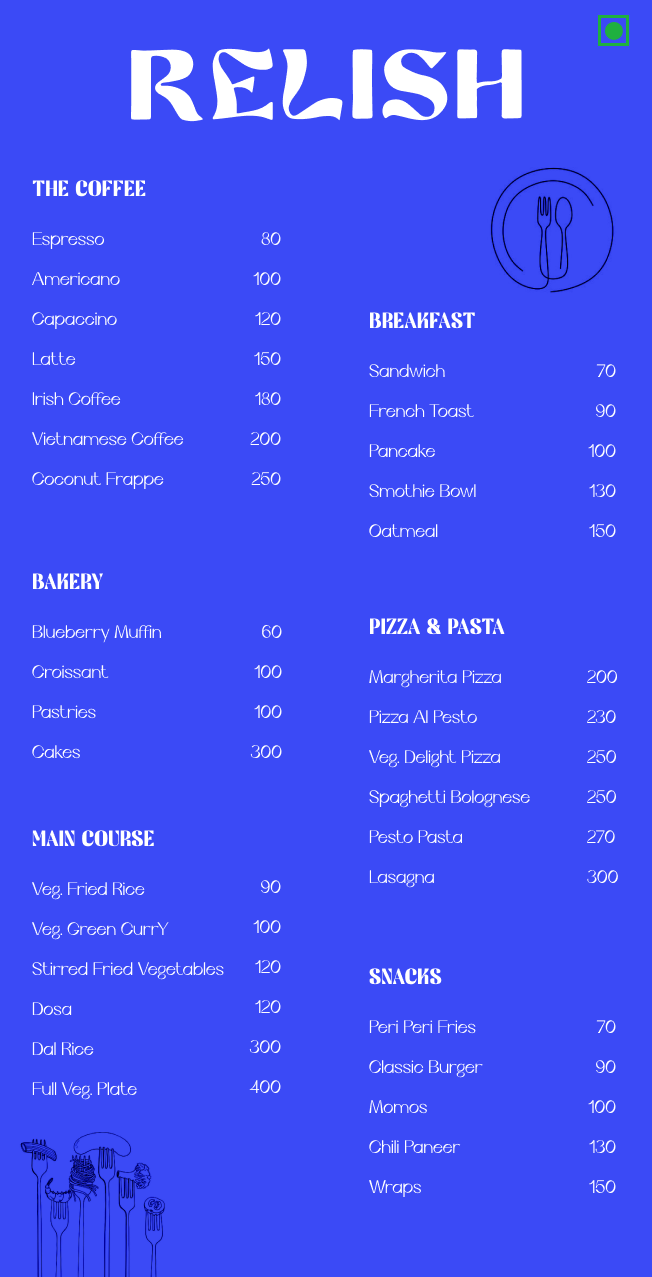 RELISH
THE COFFEE
Espresso 80
Americano 100
Capaccino 120
Latte 150
Irish Coffee 180
Vietnamese Coffee 200
Coconut Frappe 250
BAKERY
Blueberry Muffin 60
Croissant 100
Pastries 100
Cakes 300
MAIN COURSE
Veg. Fried Rice 90
Veg. Green CurrY 100
Stirred Fried Vegetables 120
Dosa 120
Dal Rice 300
Full Veg. Plate 400
BREAKFAST
Sandwich 70
French Toast 90
Pancake 100
Smothie Bowl 130
Oatmeal 150
PIZZA & PASTA
Margherita Pizza 200
Pizza Al Pesto 230
Veg. Delight Pizza 250
Spaghetti Bolognese 250
Pesto Pasta 270
Lasagna 300
SNACKS
Peri Peri Fries 70
Classic Burger 90
Momos 100
Chili Paneer 130
Wraps 150